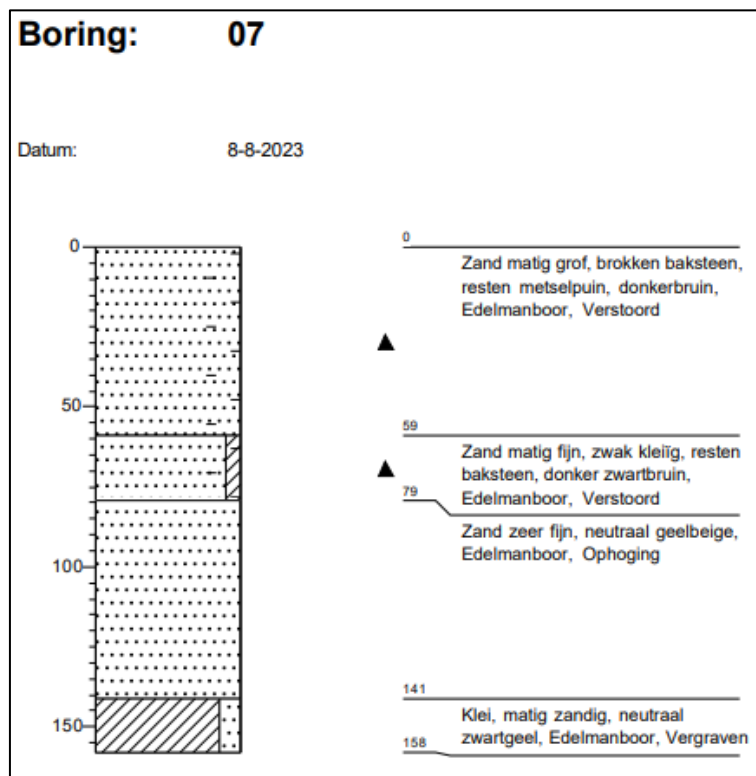 Boring: 07
Datum: 8-8-2023
0
50
100
150
0
Zand matig grof, brokken baksteen,
resten metselpuin, donkerbruin,
Edelmanboor, Verstoord
59
Zand matig fijn, zwak kleiïg, resten
baksteen, donker zwartbruin,
Edelmanboor, Verstoord
79
Zand zeer fijn, neutraal geelbeige,
Edelmanboor, Ophoging
141
Klei, matig zandig, neutraal
zwartgeel, Edelmanboor, Vergraven
158